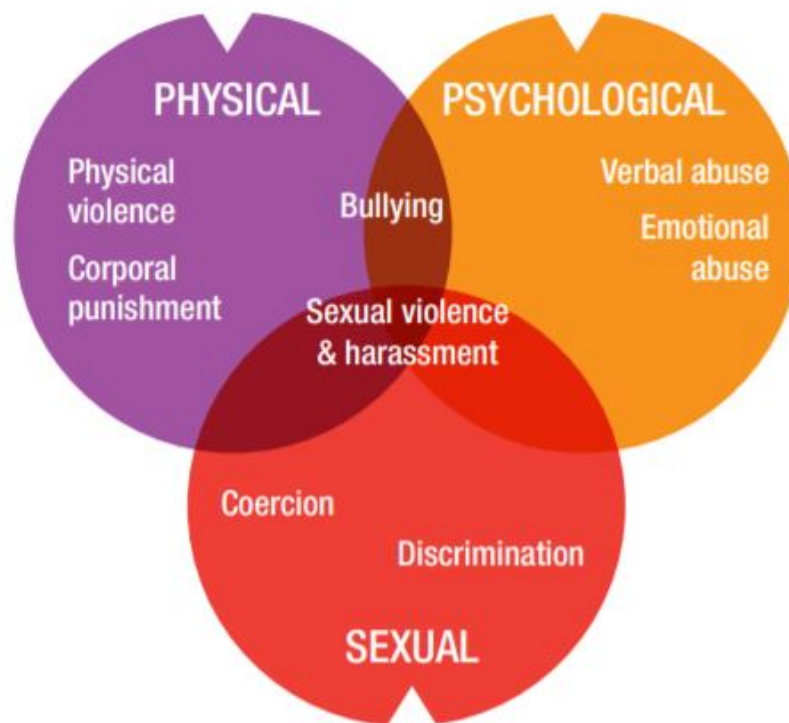 PHYSICAL
Physical
violence
Corporal
punishment
Bullying
PSYCHOLOGICAL
Verbal abuse
Emotional
abuse
Sexual violence
& harassment
Coercion
Discrimination
SEXUAL